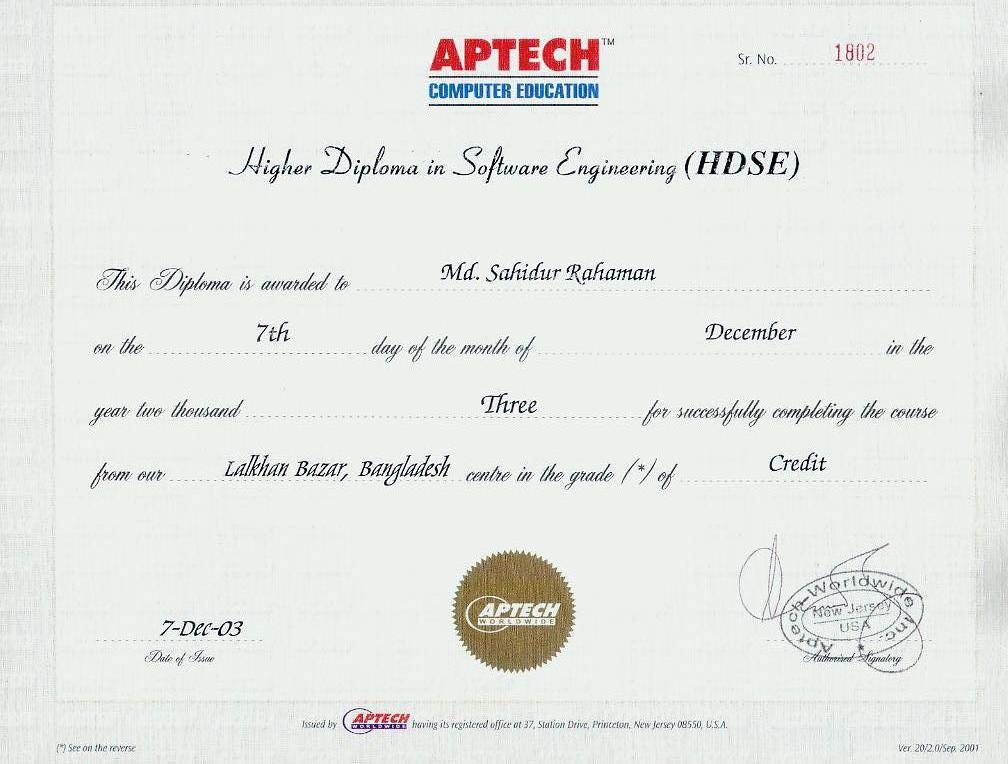 APTECH™
COMPUTER EDUCATION
Sr. No. 1802
Higher Diploma in Software Engineering (HDSE)
This Diploma is awarded to Md. Sahidur Rahaman
on the 7th day of the month of December in the
year two thousand Three for successfully completing the course
from our Lalkhan Bazar, Bangladesh centre in the grade (*) of Credit
APTECH
WORLDWIDE
Aptech Worldwide Inc.
New Jersey
USA
7-Dec-03
Date of Issue
Authorised Signatory
Issued by APTECH WORLDWIDE having its registered office at 37, Station Drive, Princeton, New Jersey 08550, U.S.A.
(*) See on the reverse
Ver. 20/2.0/Sep. 2001